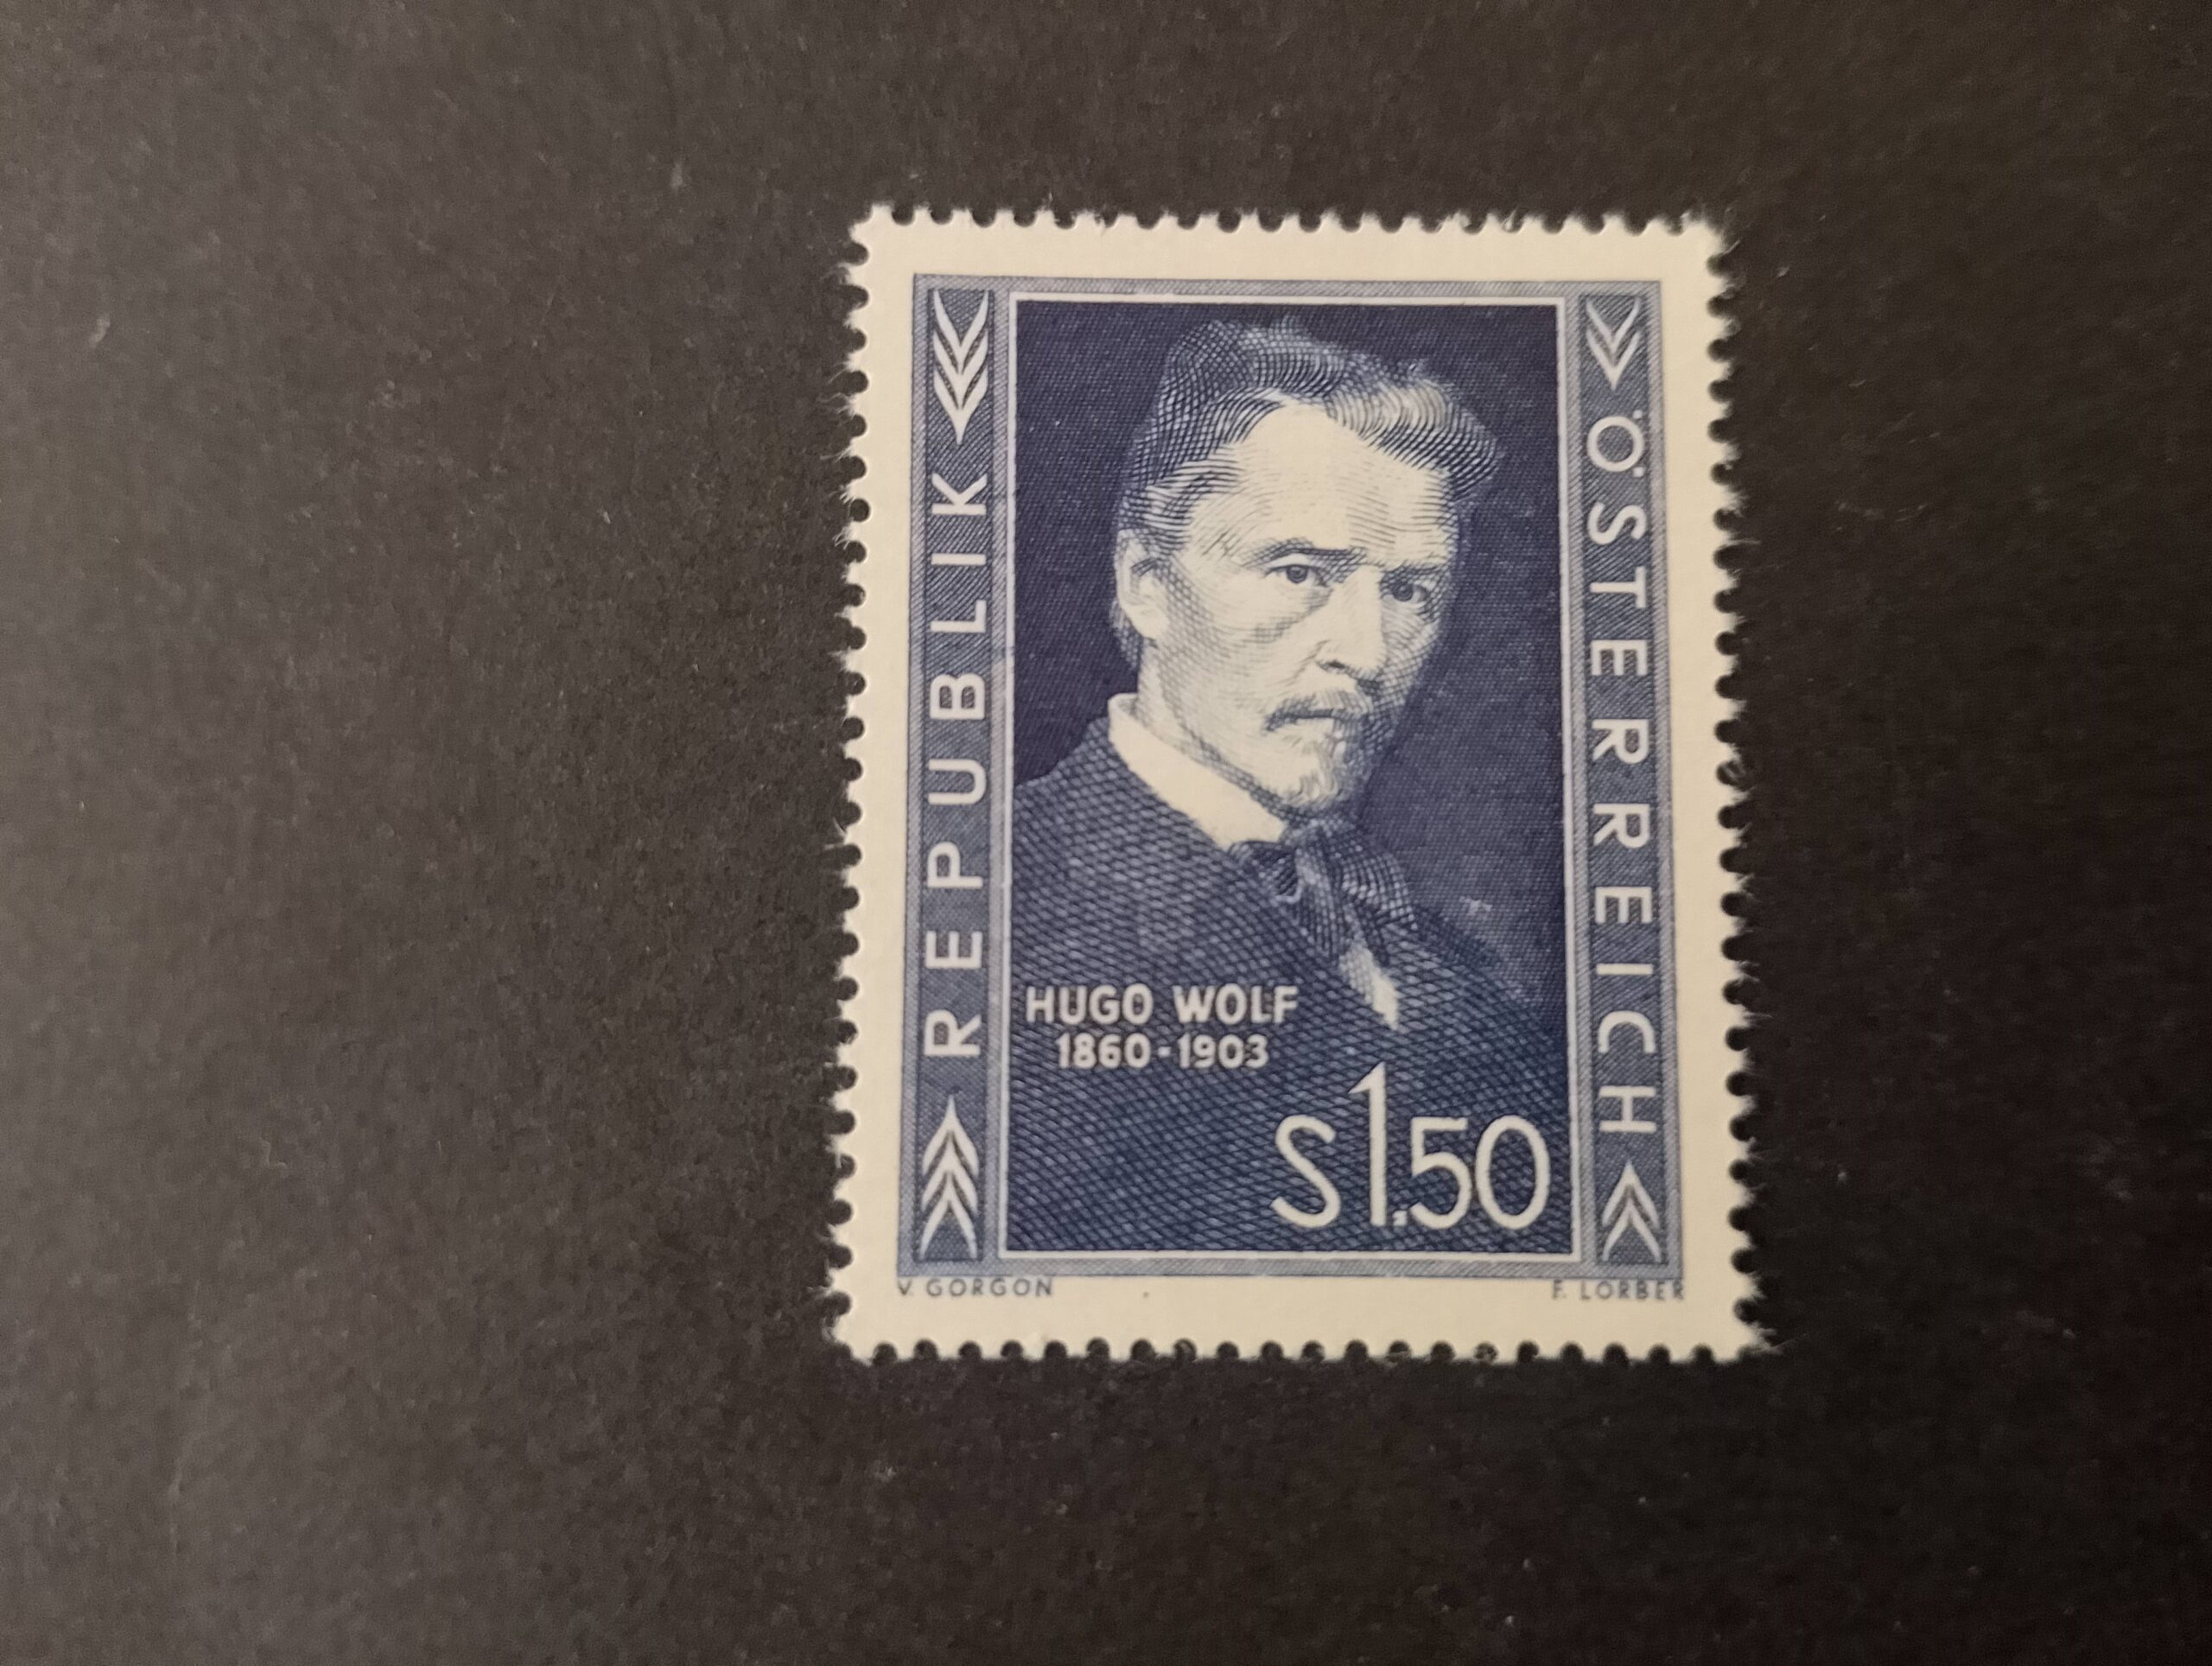 REPUBLIK
ÖSTERREICH
HUGO WOLF
1860-1903
S1.50
V. GORGON
F. LORBER